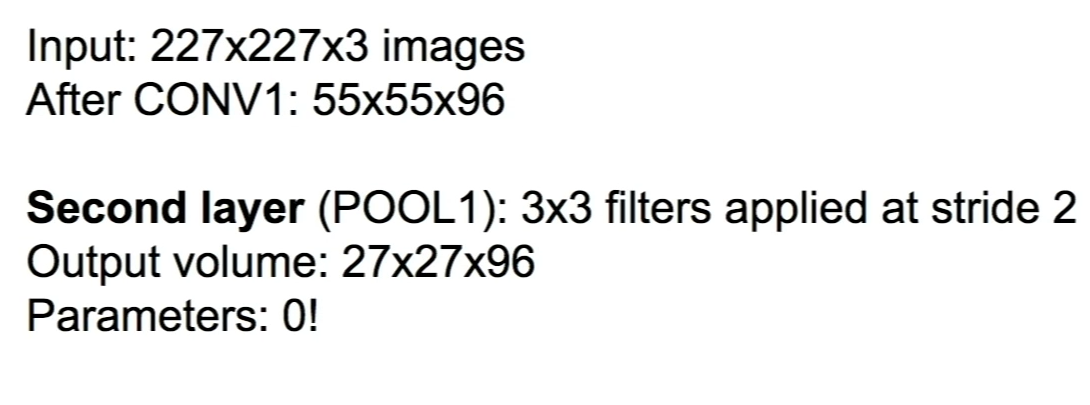 Input: 227x227x3 images
After CONV1: 55x55x96
Second layer (POOL1): 3x3 filters applied at stride 2
Output volume: 27x27x96
Parameters: 0!